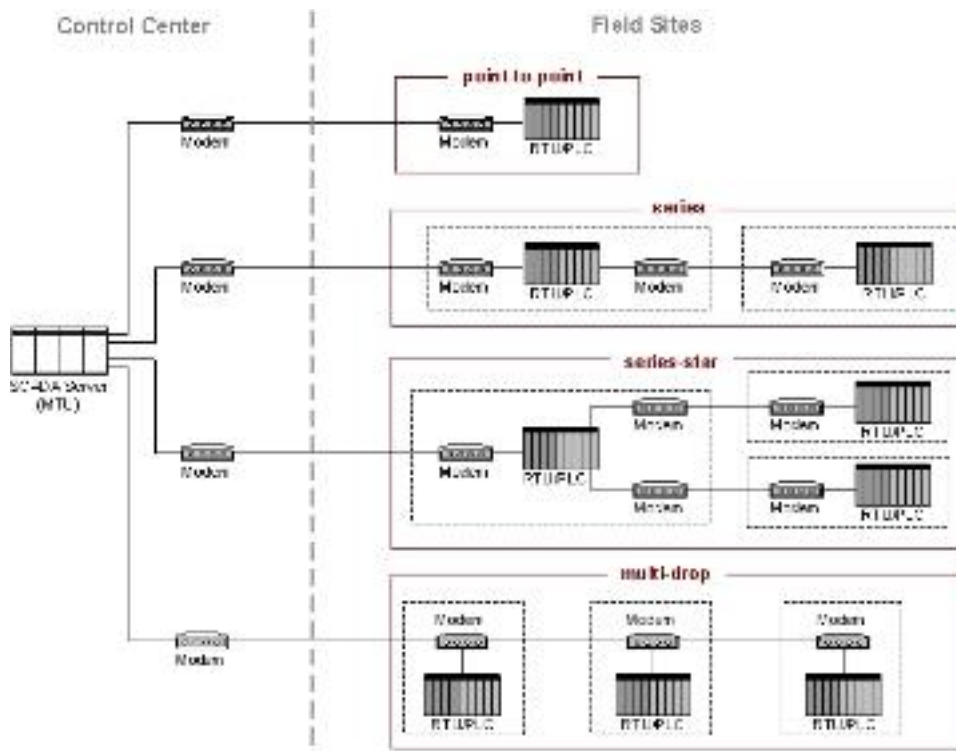 Control Center
Field Sites
point to point
Modem
Modem
RTU/PLC
series
Modem
Modem
RTU/PLC
Modem
Modem
RTU/PLC
SCADA Server
(MTU)
series-star
Modem
Modem
RTU/PLC
Modem
Modem
RTU/PLC
Modem
Modem
RTU/PLC
multi-drop
Modem
Modem
Modem
Modem
RTU/PLC
RTU/PLC
RTU/PLC